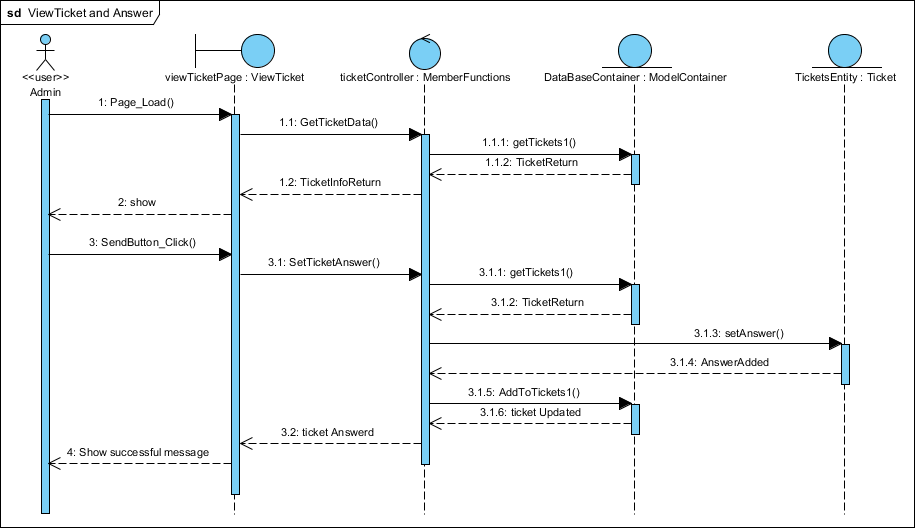 sd ViewTicket and Answer
<<user>>
Admin
viewTicketPage : ViewTicket
ticketController : MemberFunctions
DataBaseContainer : ModelContainer
TicketsEntity : Ticket
1: Page_Load()
1.1: GetTicketData()
1.1.1: getTickets1()
1.1.2: TicketReturn
1.2: TicketInfoReturn
2: show
3: SendButton_Click()
3.1: SetTicketAnswer()
3.1.1: getTickets1()
3.1.2: TicketReturn
3.1.3: setAnswer()
3.1.4: AnswerAdded
3.1.5: AddToTickets1()
3.1.6: ticket Updated
3.2: ticket Answerd
4: Show successful message